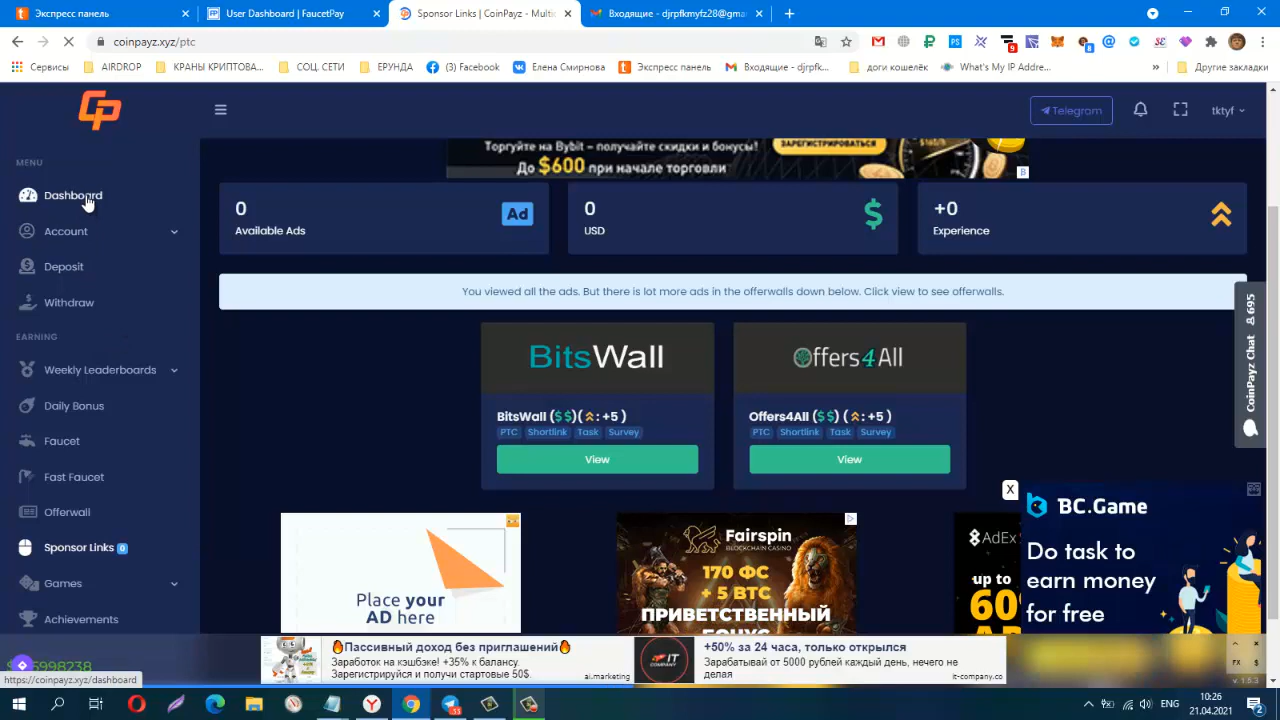 Экспресс панель
User Dashboard | FaucetPay
Sponsor Links | CoinPayz - Multi
Входящие - djrpfkmyfz28@gma
coinpayz.xyz/ptc
Сервисы
AIRDROP
КРАНЫ КРИПТОВА...
СОЦ. СЕТИ
ЕРУНДА
(3) Facebook
Елена Смирнова
Экспресс панель
Входящие - djrpfk...
доги кошелёк
What's My IP Addre...
»
Другие закладки
CP
Telegram
tktyf
MENU
Dashboard
Account
Deposit
Withdraw
EARNING
Weekly Leaderboards
Daily Bonus
Faucet
Fast Faucet
Offerwall
Sponsor Links 0
Games
Achievements
https://coinpayz.xyz/dashboard
Торгуйте на Bybit – получайте скидки и бонусы!
До $600 при начале торговли
ЗАРЕГИСТРИРОВАТЬСЯ
0
Available Ads
Ad
0
USD
$
+0
Experience
You viewed all the ads. But there is lot more ads in the offerwalls down below. Click view to see offerwalls.
BitsWall
BitsWall ($$)( : +5 )
PTC Shortlink Task Survey
View
Offers4All
Offers4All ($$) ( : +5 )
PTC Shortlink Task Survey
View
CoinPayz Chat 695
Place your
AD here
Fairspin
BLOCKCHAIN CASINO
170 ФС
+ 5 BTC
ПРИВЕТСТВЕННЫЙ
AdEx
up to
X
BC.Game
Do task to
earn money
for free
Пассивный доход без приглашений
Заработок на кэшбэке! +35% к балансу.
Зарегистрируйся и получи стартовые 50$.
ai.marketing
IT
COMPANY
+50% за 24 часа, только открылся
Зарабатывай от 5000 рублей каждый день, нечего не
делая
it-company.co
FX $
v. 1.5.3
ENG
10:26
21.04.2021